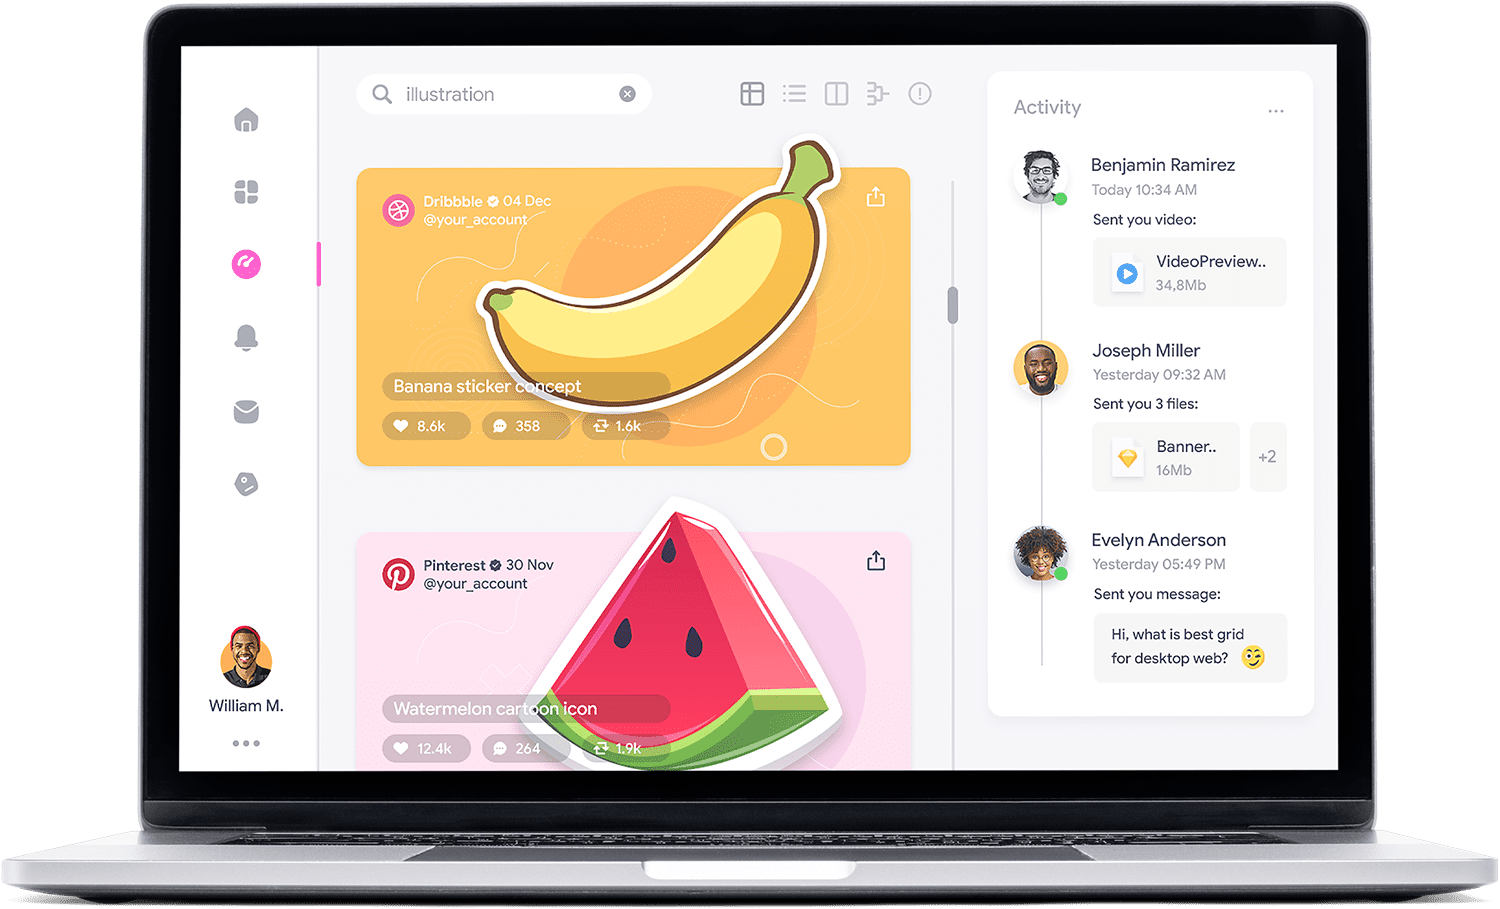 illustration
Dribbble 04 Dec
@your_account
Banana sticker concept
8.6k 358 1.6k
Pinterest 30 Nov
@your_account
Watermelon cartoon icon
12.4k 264 1.9k
William M.
Activity
Benjamin Ramirez
Today 10:34 AM
Sent you video:
VideoPreview..
34,8Mb
Joseph Miller
Yesterday 09:32 AM
Sent you 3 files:
Banner..
16Mb
+2
Evelyn Anderson
Yesterday 05:49 PM
Sent you message:
Hi, what is best grid
for desktop web?